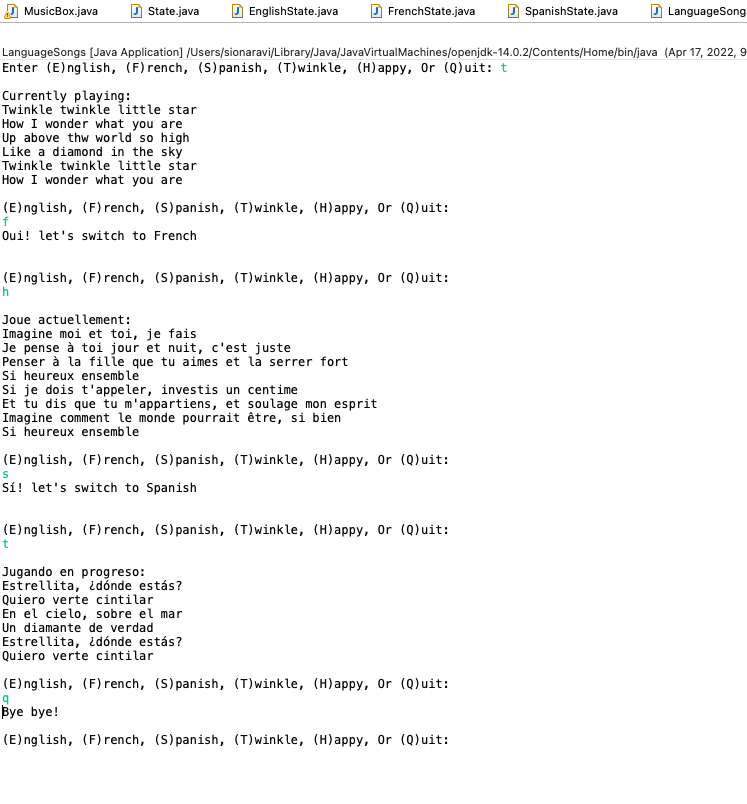 MusicBox.java State.java EnglishState.java FrenchState.java SpanishState.java LanguageSong
LanguageSongs [Java Application] /Users/sionaravi/Library/Java/JavaVirtualMachines/openjdk-14.0.2/Contents/Home/bin/java (Apr 17, 2022, 9
Enter (E)nglish, (F)rench, (S)panish, (T)winkle, (H)appy, Or (Q)uit: t
Currently playing:
Twinkle twinkle little star
How I wonder what you are
Up above thw world so high
Like a diamond in the sky
Twinkle twinkle little star
How I wonder what you are
(E)nglish, (F)rench, (S)panish, (T)winkle, (H)appy, Or (Q)uit:
f
Oui! let's switch to French
(E)nglish, (F)rench, (S)panish, (T)winkle, (H)appy, Or (Q)uit:
h
Joue actuellement:
Imagine moi et toi, je fais
Je pense à toi jour et nuit, c'est juste
Penser à la fille que tu aimes et la serrer fort
Si heureux ensemble
Si je dois t'appeler, investis un centime
Et tu dis que tu m'appartiens, et soulage mon esprit
Imagine comment le monde pourrait être, si bien
Si heureux ensemble
(E)nglish, (F)rench, (S)panish, (T)winkle, (H)appy, Or (Q)uit:
s
Sí! let's switch to Spanish
(E)nglish, (F)rench, (S)panish, (T)winkle, (H)appy, Or (Q)uit:
t
Jugando en progreso:
Estrellita, ¿dónde estás?
Quiero verte cintilar
En el cielo, sobre el mar
Un diamante de verdad
Estrellita, ¿dónde estás?
Quiero verte cintilar
(E)nglish, (F)rench, (S)panish, (T)winkle, (H)appy, Or (Q)uit:
q
Bye bye!
(E)nglish, (F)rench, (S)panish, (T)winkle, (H)appy, Or (Q)uit: